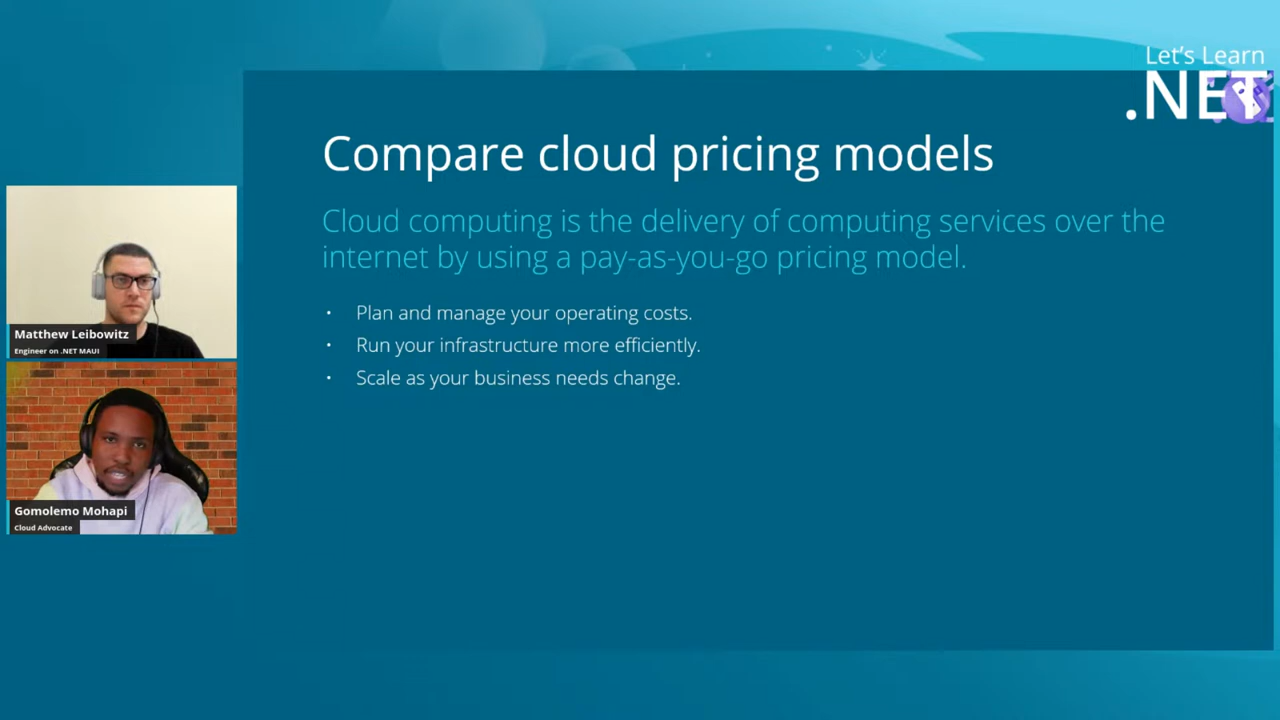 Let's Learn
.NET
Compare cloud pricing models
Cloud computing is the delivery of computing services over the
internet by using a pay-as-you-go pricing model.
• Plan and manage your operating costs.
• Run your infrastructure more efficiently.
• Scale as your business needs change.
Matthew Leibowitz
Engineer on .NET MAUI
Gomolemo Mohapi
Cloud Advocate